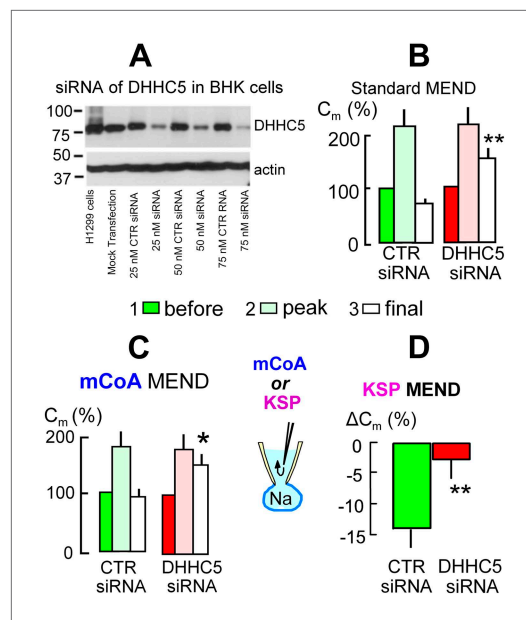 A
siRNA of DHHC5 in BHK cells
100
75
DHHC5
50
37
actin
H1299 cells
Mock Transfection
25 nM CTR siRNA
25 nM siRNA
50 nM CTR siRNA
50 nM siRNA
75 nM CTR RNA
75 nM siRNA
B
Standard MEND
Cm (%)
200
100
0
**
CTR
siRNA
DHHC5
siRNA
1 before 2 peak 3 final
C
mCoA MEND
Cm (%)
200
100
0
*
CTR
siRNA
DHHC5
siRNA
mCoA
or
KSP
Na
D
KSP MEND
ΔCm (%)
0
-5
-10
-15
**
CTR
siRNA
DHHC5
siRNA